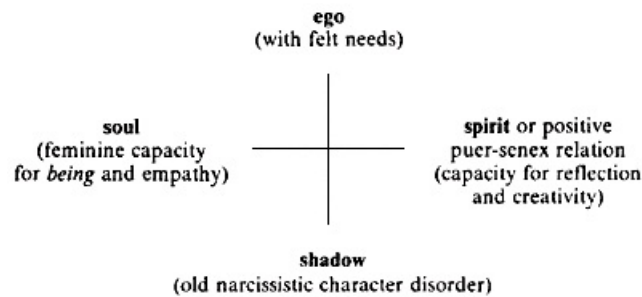 ego
(with felt needs)
soul
(feminine capacity
for being and empathy)
spirit or positive
puer-senex relation
(capacity for reflection
and creativity)
shadow
(old narcissistic character disorder)